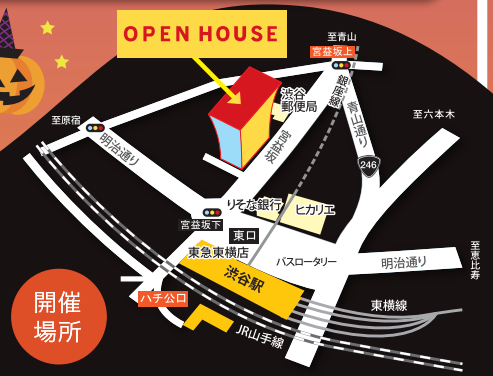 OPEN HOUSE
至青山
宮益坂上
渋谷
郵便局
銀座線
青山通り
至六本木
至原宿
明治通り
宮益坂
246
りそな銀行
ヒカリエ
宮益坂下
東口
東急東横店
バスロータリー
明治通り
至恵比寿
渋谷駅
ハチ公口
東横線
JR山手線
開催
場所